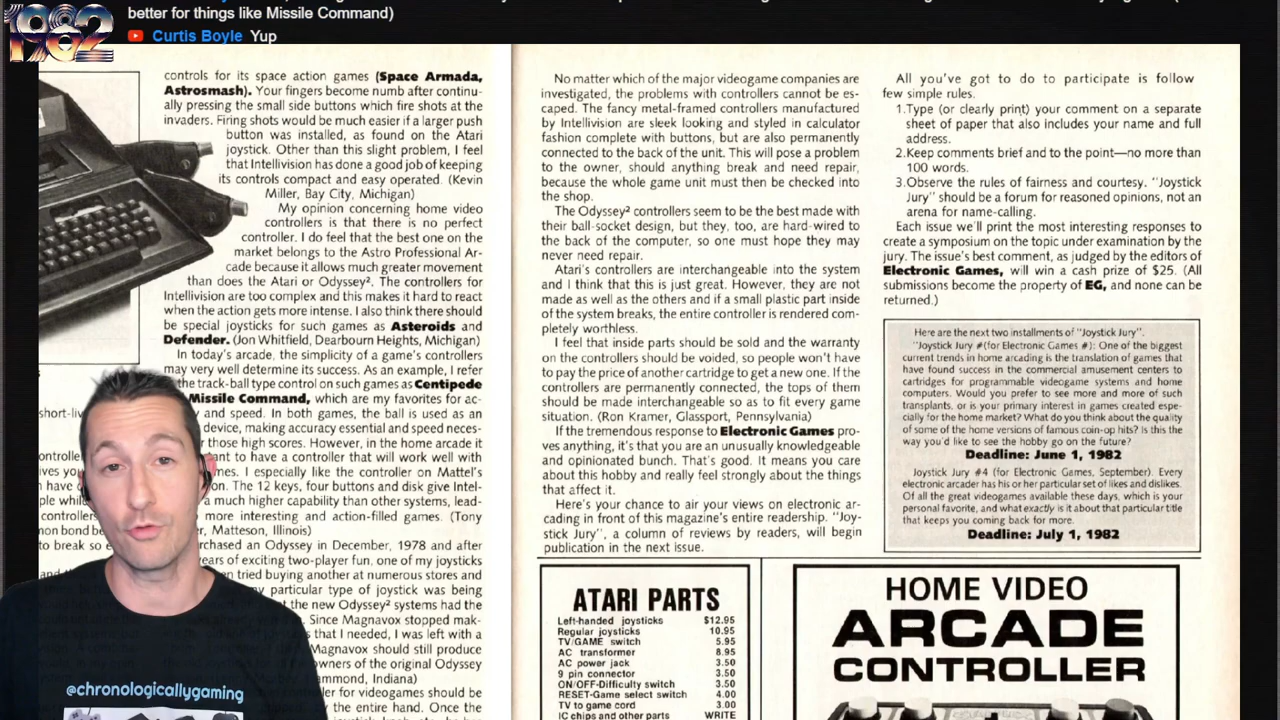 better for things like Missile Command)
Curtis Boyle Yup
1982
controls for its space action games (Space Armada,
Astrosmash). Your fingers become numb after continu-
ally pressing the small side buttons which fire shots at the
invaders. Firing shots would be much easier if a larger push
button was installed, as found on the Atari
joystick. Other than this slight problem, I feel
that Intellivision has done a good job of keeping
its controls compact and easy operated. (Kevin
Miller, Bay City, Michigan)
My opinion concerning home video
controllers is that there is no perfect
controller. I do feel that the best one on the
market belongs to the Astro Professional Ar-
cade because it allows much greater movement
than does the Atari or Odyssey². The controllers for
Intellivision are too complex and this makes it hard to react
when the action gets more intense. I also think there should
be special joysticks for such games as Asteroids and
Defender. (Jon Whitfield, Dearbourn Heights, Michigan)
In today's arcade, the simplicity of a game's controllers
may very well determine its success. As an example, I refer
the track-ball type control on such games as Centipede
Missile Command, which are my favorites for ac-
y and speed. In both games, the ball is used as an
device, making accuracy essential and speed neces-
those high scores. However, in the home arcade it
nt to have a controller that will work well with
mes. I especially like the controller on Mattel's
on. The 12 keys, four buttons and disk give Intel-
a much higher capability than other systems, lead-
more interesting and action-filled games. (Tony
, Matteson, Illinois)
rchased an Odyssey in December, 1978 and after
years of exciting two-player fun, one of my joysticks
en tried buying another at numerous stores and
particular type of joystick was being
t the new Odyssey² systems had the
Since Magnavox stopped mak-
s that I needed, I was left with a
Magnavox should still produce
owners of the original Odyssey
ammond, Indiana)
ler for videogames should be
the entire hand. Once the
No matter which of the major videogame companies are
investigated, the problems with controllers cannot be es-
caped. The fancy metal-framed controllers manufactured
by Intellivision are sleek looking and styled in calculator
fashion complete with buttons, but are also permanently
connected to the back of the unit. This will pose a problem
to the owner, should anything break and need repair,
because the whole game unit must then be checked into
the shop.
The Odyssey² controllers seem to be the best made with
their ball-socket design, but they, too, are hard-wired to
the back of the computer, so one must hope they may
never need repair.
Atari's controllers are interchangeable into the system
and I think that this is just great. However, they are not
made as well as the others and if a small plastic part inside
of the system breaks, the entire controller is rendered com-
pletely worthless.
I feel that inside parts should be sold and the warranty
on the controllers should be voided, so people won't have
to pay the price of another cartridge to get a new one. If the
controllers are permanently connected, the tops of them
should be made interchangeable so as to fit every game
situation. (Ron Kramer, Glassport, Pennsylvania)
If the tremendous response to Electronic Games pro-
ves anything, it's that you are an unusually knowledgeable
and opinionated bunch. That's good. It means you care
about this hobby and really feel strongly about the things
that affect it.
Here's your chance to air your views on electronic ar-
cading in front of this magazine's entire readership. "Joy-
stick Jury", a column of reviews by readers, will begin
publication in the next issue.
All you've got to do to participate is follow
few simple rules.
1.Type (or clearly print) your comment on a separate
sheet of paper that also includes your name and full
address.
2.Keep comments brief and to the point—no more than
100 words.
3.Observe the rules of fairness and courtesy. "Joystick
Jury" should be a forum for reasoned opinions, not an
arena for name-calling.
Each issue we'll print the most interesting responses to
create a symposium on the topic under examination by the
jury. The issue's best comment, as judged by the editors of
Electronic Games, will win a cash prize of $25. (All
submissions become the property of EG, and none can be
returned.)
Here are the next two installments of "Joystick Jury".
"Joystick Jury #(for Electronic Games #): One of the biggest
current trends in home arcading is the translation of games that
have found success in the commercial amusement centers to
cartridges for programmable videogame systems and home
computers. Would you prefer to see more and more of such
transplants, or is your primary interest in games created espe-
cially for the home market? What do you think about the quality
of some of the home versions of famous coin-op hits? Is this the
way you'd like to see the hobby go on the future?
Deadline: June 1, 1982
Joystick Jury #4 (for Electronic Games, September). Every
electronic arcader has his or her particular set of likes and dislikes.
Of all the great videogames available these days, which is your
personal favorite, and what exactly is it about that particular title
that keeps you coming back for more.
Deadline: July 1, 1982
ATARI PARTS
Left-handed joysticks $12.95
Regular joysticks 10.95
TV/GAME switch 5.95
AC transformer 8.95
AC power jack 3.50
9 pin connector 3.50
ON/OFF-Difficulty switch 3.50
RESET-Game select switch 4.00
TV to game cord 3.00
IC chips and other parts WRITE
HOME VIDEO
ARCADE
CONTROLLER
@chronologicallygaming